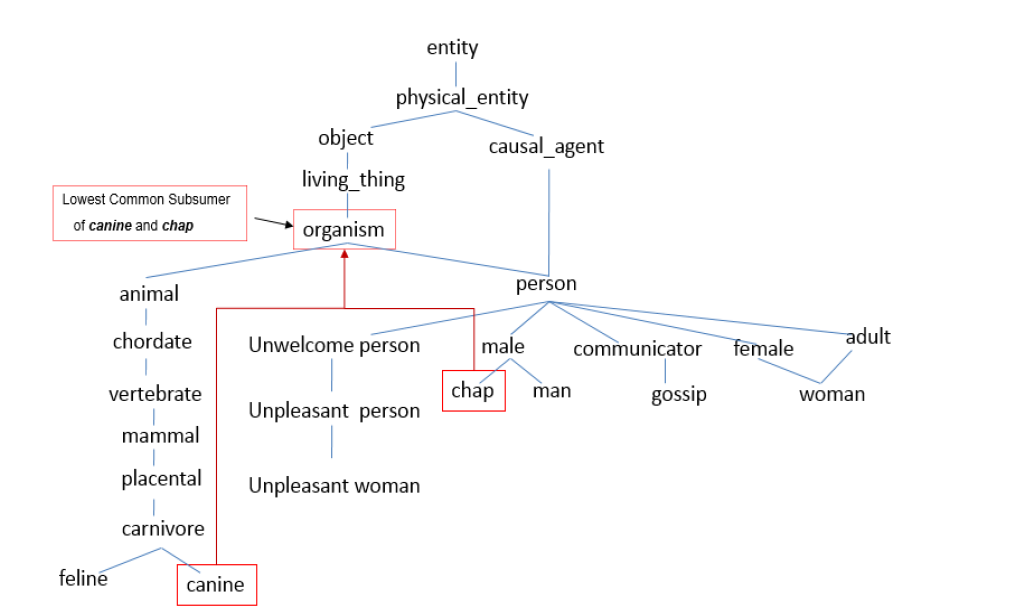 entity
physical_entity
object
causal_agent
living_thing
Lowest Common Subsumer
of canine and chap
organism
person
animal
chordate
Unwelcome person
male
communicator
female
adult
vertebrate
Unpleasant person
chap
man
gossip
woman
mammal
placental
Unpleasant woman
carnivore
feline
canine